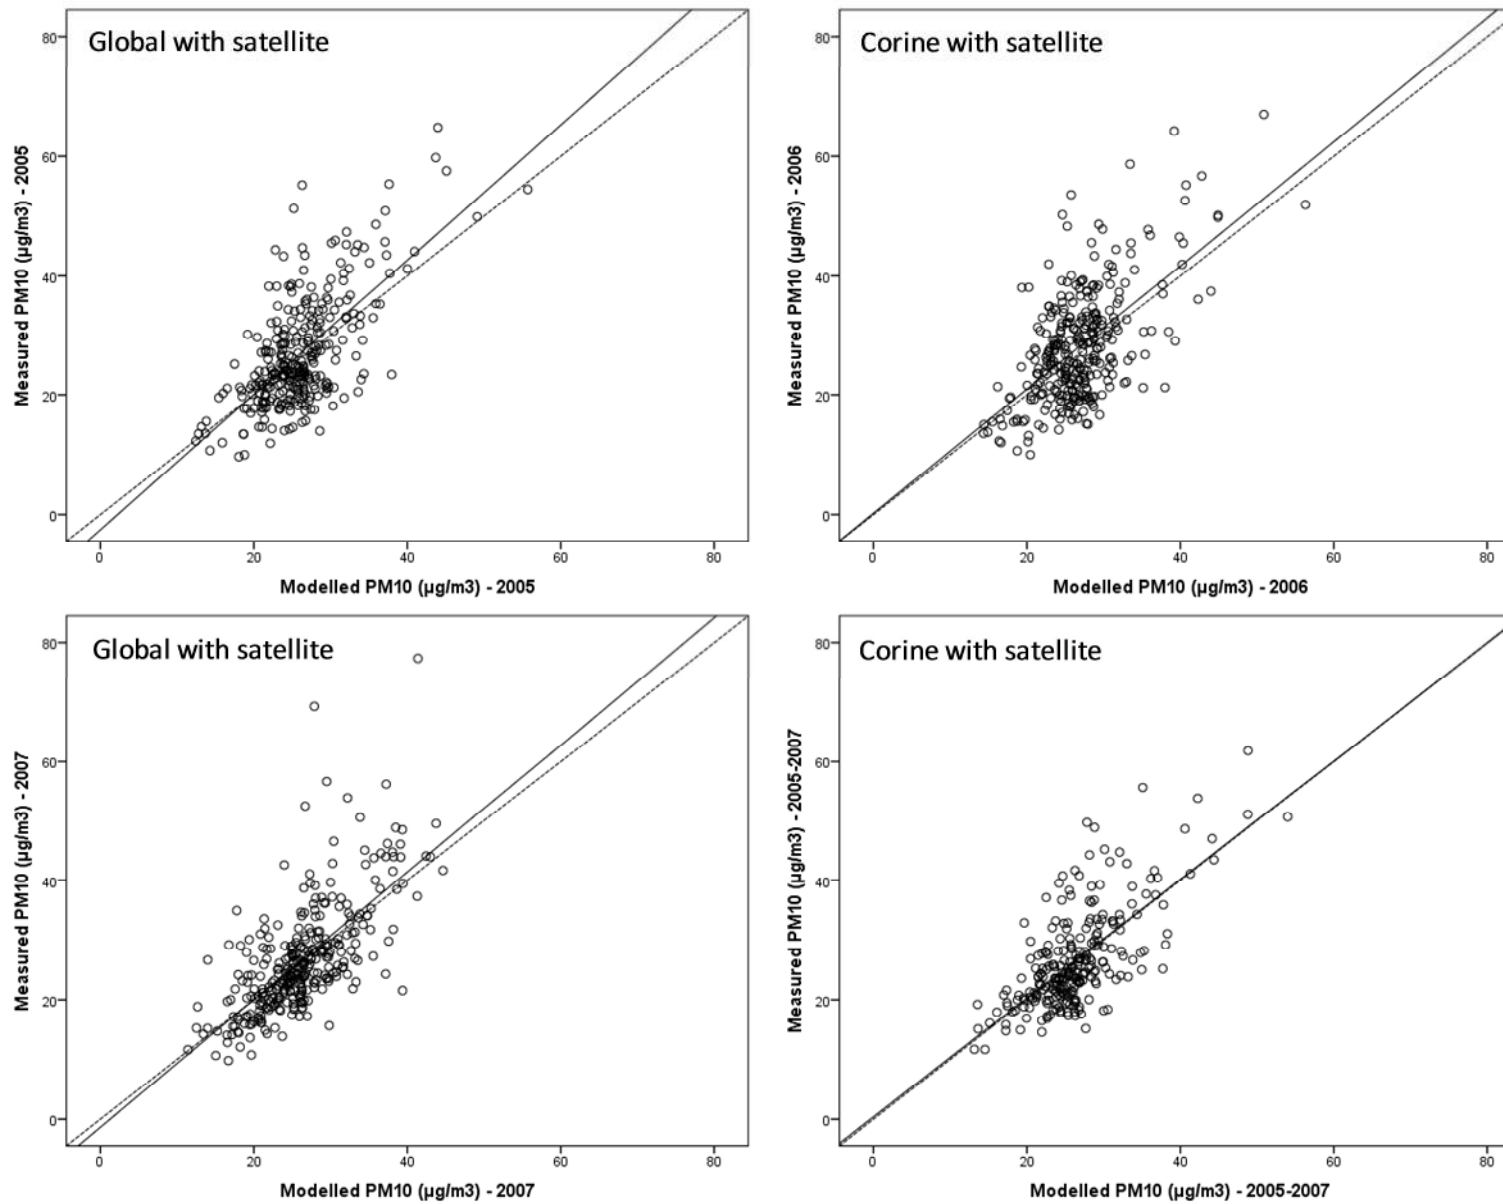 Global with satellite
80
60
40
20
0
Measured PM10 (µg/m3) - 2005
0 20 40 60 80
Modelled PM10 (µg/m3) - 2005
Corine with satellite
80
60
40
20
0
Measured PM10 (µg/m3) - 2006
0 20 40 60 80
Modelled PM10 (µg/m3) - 2006
Global with satellite
80
60
40
20
0
Measured PM10 (µg/m3) - 2007
0 20 40 60 80
Modelled PM10 (µg/m3) - 2007
Corine with satellite
80
60
40
20
0
Measured PM10 (µg/m3) - 2005-2007
0 20 40 60 80
Modelled PM10 (µg/m3) - 2005-2007